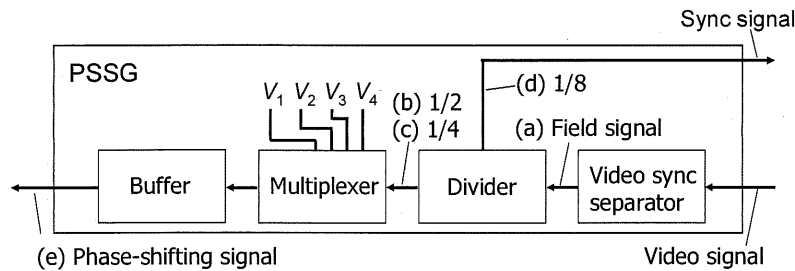 Sync signal
PSSG
V1 V2 V3 V4
(b) 1/2
(c) 1/4
(d) 1/8
(a) Field signal
Buffer
Multiplexer
Divider
Video sync
separator
(e) Phase-shifting signal
Video signal